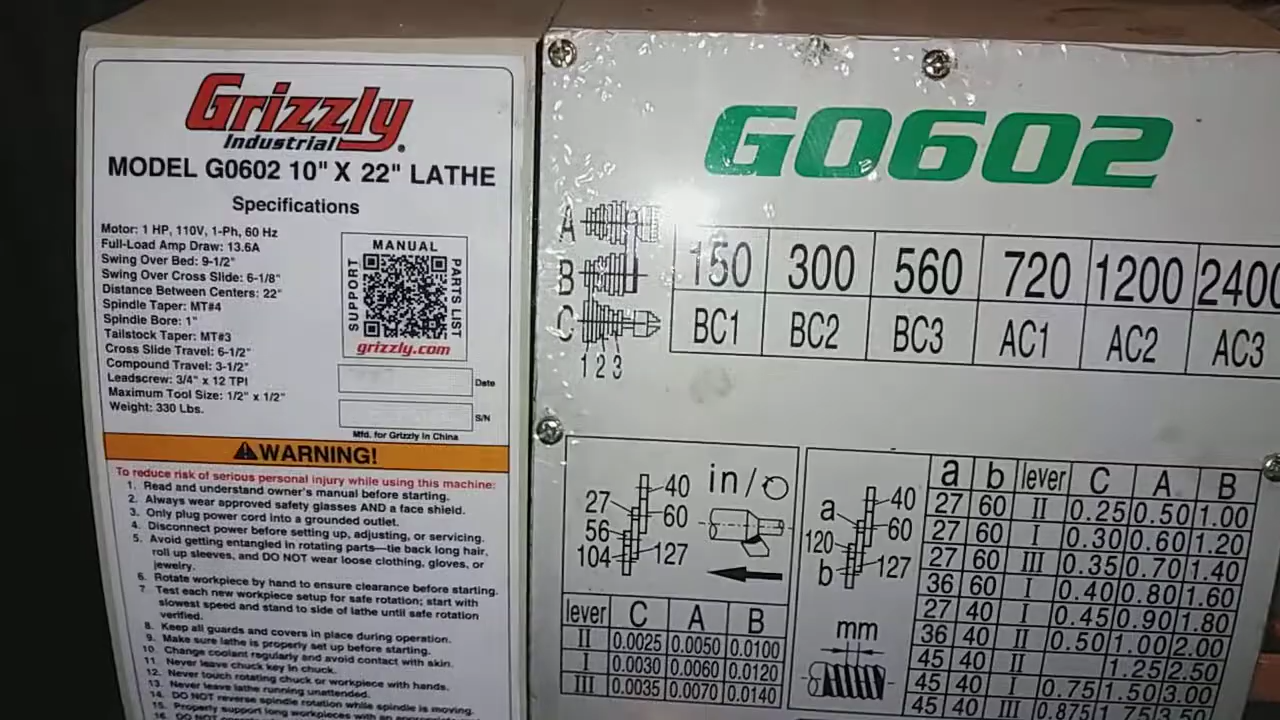 Grizzly
Industrial®
MODEL G0602 10" X 22" LATHE
Specifications
Motor: 1 HP, 110V, 1-Ph, 60 Hz
Full-Load Amp Draw: 13.6A
Swing Over Bed: 9-1/2"
Swing Over Cross Slide: 6-1/8"
Distance Between Centers: 22"
Spindle Taper: MT#4
Spindle Bore: 1"
Tailstock Taper: MT#3
Cross Slide Travel: 6-1/2"
Compound Travel: 3-1/2"
Leadscrew: 3/4" x 12 TPI
Maximum Tool Size: 1/2" x 1/2"
Weight: 330 Lbs.
MANUAL
SUPPORT
PARTS LIST
grizzly.com
Date
S/N
Mfd. for Grizzly in China
WARNING!
To reduce risk of serious personal injury while using this machine:
1. Read and understand owner's manual before starting.
2. Always wear approved safety glasses AND a face shield.
3. Only plug power cord into a grounded outlet.
4. Disconnect power before setting up, adjusting, or servicing.
5. Avoid getting entangled in rotating parts—tie back long hair,
roll up sleeves, and DO NOT wear loose clothing, gloves, or
jewelry.
6. Rotate workpiece by hand to ensure clearance before starting.
7. Test each new workpiece setup for safe rotation; start with
slowest speed and stand to side of lathe until safe rotation
verified.
8. Keep all guards and covers in place during operation.
9. Make sure lathe is properly set up before starting.
10. Change coolant regularly and avoid contact with skin.
11. Never leave chuck key in chuck.
12. Never touch rotating chuck or workpiece with hands.
13. Never leave lathe running unattended.
14. DO NOT reverse spindle rotation while spindle is moving.
15. Properly support long workpieces with an appropriate
16. DO NOT
G0602
A
B
C
1 2 3
150 300 560 720 1200 2400
BC1 BC2 BC3 AC1 AC2 AC3
in/
27 40
56 60
104 127
lever C A B
II 0.0025 0.0050 0.0100
I 0.0030 0.0060 0.0120
III 0.0035 0.0070 0.0140
a 40
120 60
b 127
mm
a b lever C A B
27 60 II 0.25 0.50 1.00
27 60 I 0.30 0.60 1.20
27 60 III 0.35 0.70 1.40
36 60 I 0.40 0.80 1.60
27 40 I 0.45 0.90 1.80
36 40 II 0.50 1.00 2.00
45 40 II 1.25 2.50
45 40 I 0.75 1.50 3.00
45 40 III 0.875 1.75 3.50